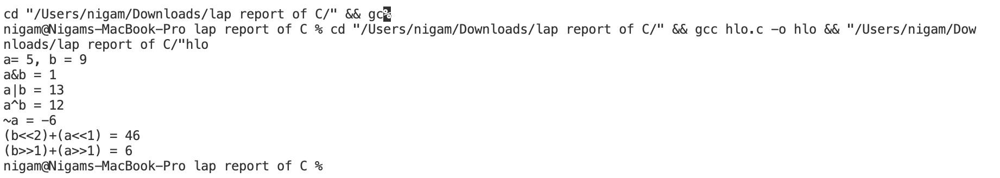 cd "/Users/nigam/Downloads/lap report of C/" && gc%
nigam@Nigams-MacBook-Pro lap report of C % cd "/Users/nigam/Downloads/lap report of C/" && gcc hlo.c -o hlo && "/Users/nigam/Dow
nloads/lap report of C/"hlo
a= 5, b = 9
a&b = 1
a|b = 13
a^b = 12
~a = -6
(b<<2)+(a<<1) = 46
(b>>1)+(a>>1) = 6
nigam@Nigams-MacBook-Pro lap report of C %